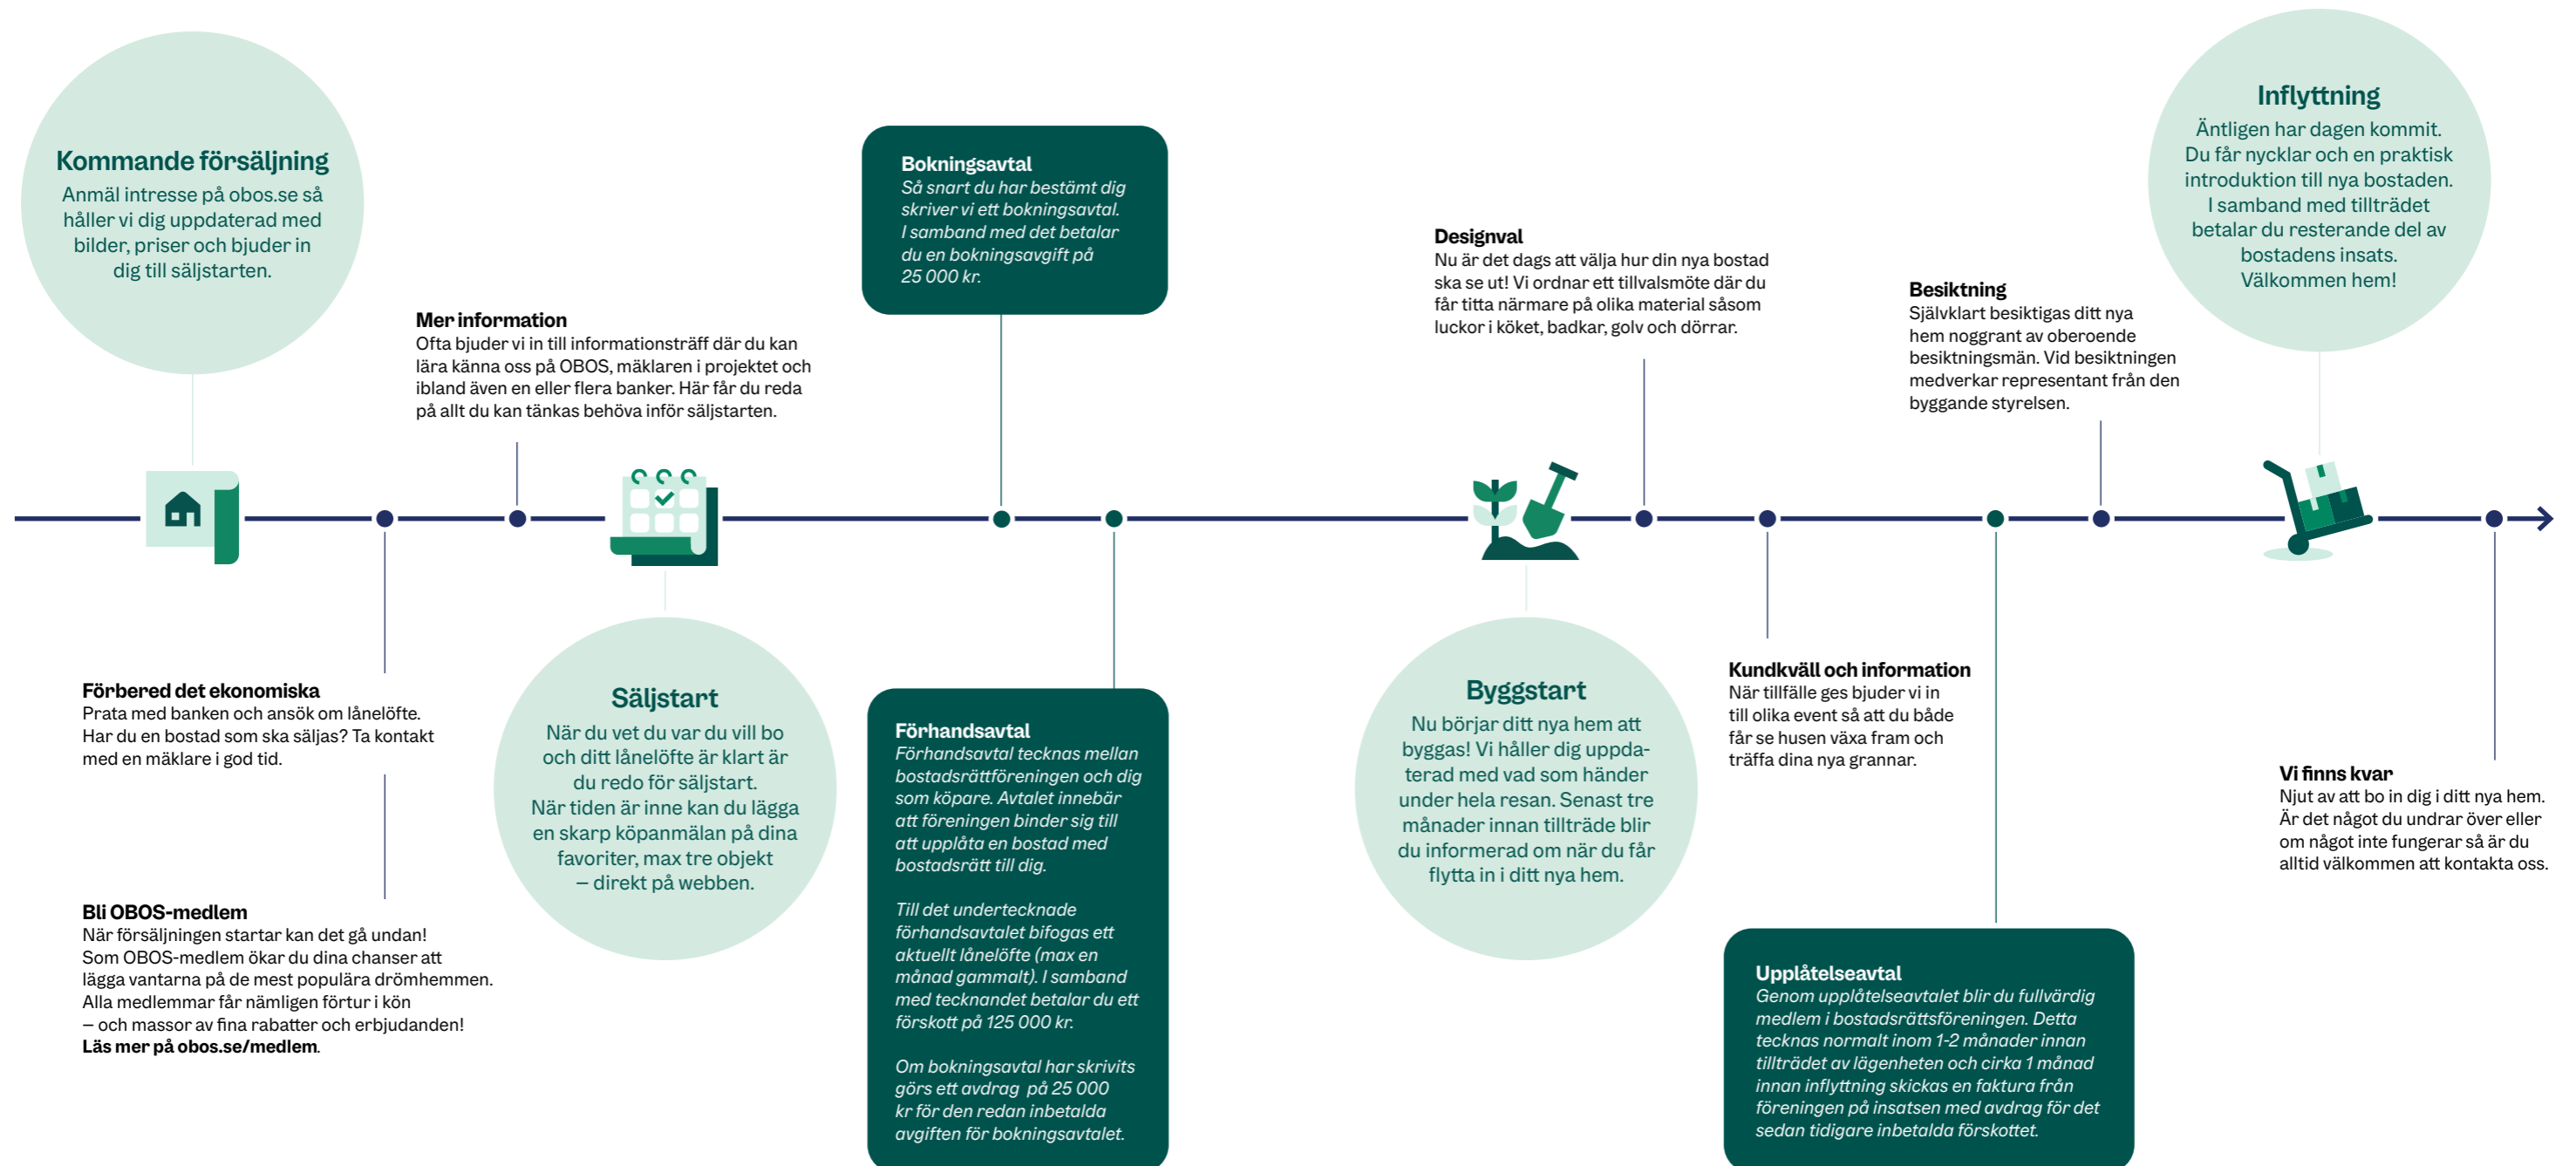 Kommande försäljning
Anmäl intresse på obos.se så
håller vi dig uppdaterad med
bilder, priser och bjuder in
dig till säljstarten.
Förbered det ekonomiska
Prata med banken och ansök om lånelöfte.
Har du en bostad som ska säljas? Ta kontakt
med en mäklare i god tid.
Bli OBOS-medlem
När försäljningen startar kan det gå undan!
Som OBOS-medlem ökar du dina chanser att
lägga vantarna på de mest populära drömhemmen.
Alla medlemmar får nämligen förtur i kön
– och massor av fina rabatter och erbjudanden!
Läs mer på obos.se/medlem.
Mer information
Ofta bjuder vi in till informationsträff där du kan
lära känna oss på OBOS, mäklaren i projektet och
ibland även en eller flera banker. Här får du reda
på allt du kan tänkas behöva inför säljstarten.
Säljstart
När du vet du var du vill bo
och ditt lånelöfte är klart är
du redo för säljstart.
När tiden är inne kan du lägga
en skarp köpanmälan på dina
favoriter, max tre objekt
– direkt på webben.
Bokningsavtal
Så snart du har bestämt dig
skriver vi ett bokningsavtal.
I samband med det betalar
du en bokningsavgift på
25 000 kr.
Förhandsavtal
Förhandsavtal tecknas mellan
bostadsrättföreningen och dig
som köpare. Avtalet innebär
att föreningen binder sig till
att upplåta en bostad med
bostadsrätt till dig.
Till det undertecknade
förhandsavtalet bifogas ett
aktuellt lånelöfte (max en
månad gammalt). I samband
med tecknandet betalar du ett
förskott på 125 000 kr.
Om bokningsavtal har skrivits
görs ett avdrag på 25 000
kr för den redan inbetalda
avgiften för bokningsavtalet.
Byggstart
Nu börjar ditt nya hem att
byggas! Vi håller dig uppda-
terad med vad som händer
under hela resan. Senast tre
månader innan tillträde blir
du informerad om när du får
flytta in i ditt nya hem.
Designval
Nu är det dags att välja hur din nya bostad
ska se ut! Vi ordnar ett tillvalsmöte där du
får titta närmare på olika material såsom
luckor i köket, badkar, golv och dörrar.
Kundkväll och information
När tillfälle ges bjuder vi in
till olika event så att du både
får se husen växa fram och
träffa dina nya grannar.
Upplåtelseavtal
Genom upplåtelseavtalet blir du fullvärdig
medlem i bostadsrättsföreningen. Detta
tecknas normalt inom 1-2 månader innan
tillträdet av lägenheten och cirka 1 månad
innan inflyttning skickas en faktura från
föreningen på insatsen med avdrag för det
sedan tidigare inbetalda förskottet.
Besiktning
Självklart besiktigas ditt nya
hem noggrant av oberoende
besiktningsmän. Vid besiktningen
medverkar representant från den
byggande styrelsen.
Inflyttning
Äntligen har dagen kommit.
Du får nycklar och en praktisk
introduktion till nya bostaden.
I samband med tillträdet
betalar du resterande del av
bostadens insats.
Välkommen hem!
Vi finns kvar
Njut av att bo in dig i ditt nya hem.
Är det något du undrar över eller
om något inte fungerar så är du
alltid välkommen att kontakta oss.